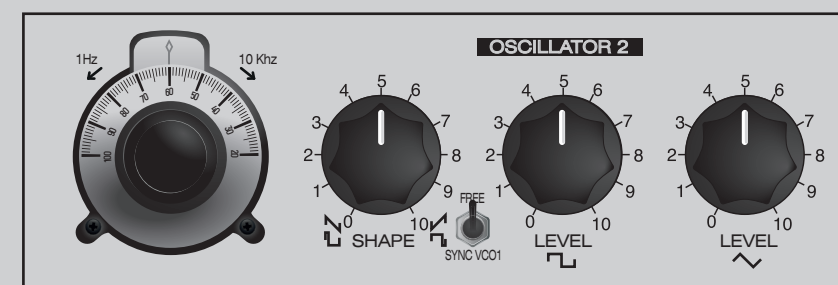 OSCILLATOR 2
1Hz 10 Khz
100 90 80 70 60 50 40 30 20
0 1 2 3 4 5 6 7 8 9 10
SHAPE
FREE
SYNC VCO1
0 1 2 3 4 5 6 7 8 9 10
LEVEL
0 1 2 3 4 5 6 7 8 9 10
LEVEL